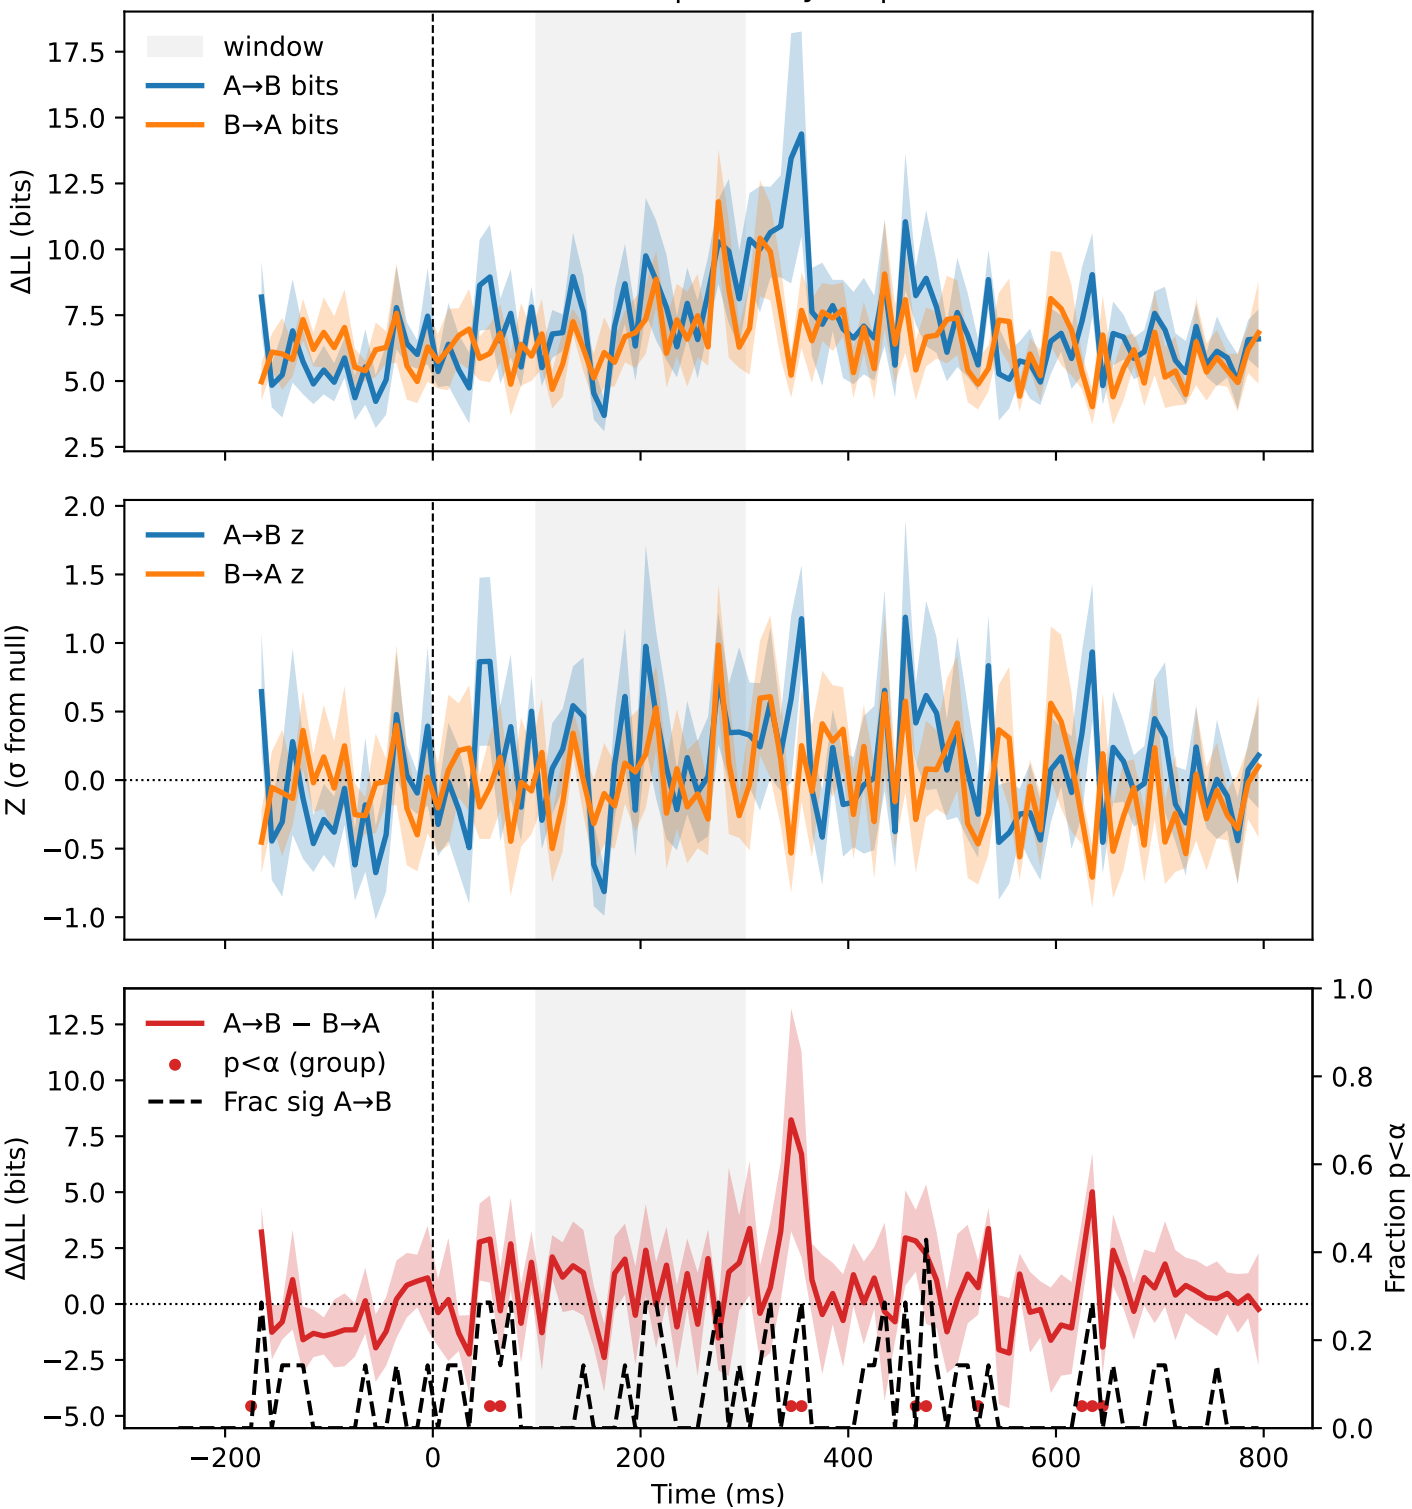 17.5
15.0
12.5
10.0
7.5
5.0
2.5
ΔLL (bits)
window
A→B bits
B→A bits
2.0
1.5
1.0
0.5
0.0
−0.5
−1.0
Z (σ from null)
A→B z
B→A z
12.5
10.0
7.5
5.0
2.5
0.0
−2.5
−5.0
ΔΔLL (bits)
A→B − B→A
p<α (group)
Frac sig A→B
1.0
0.8
0.6
0.4
0.2
0.0
Fraction p<α
−200
0
200
400
600
800
Time (ms)